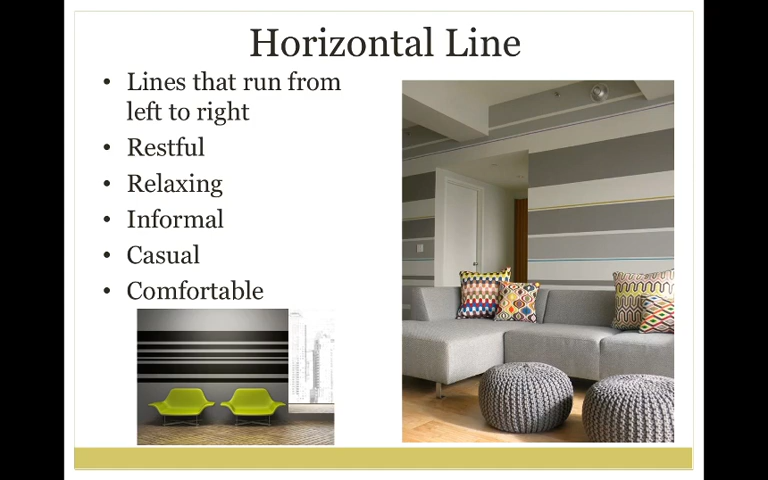 Horizontal Line
• Lines that run from
left to right
• Restful
• Relaxing
• Informal
• Casual
• Comfortable